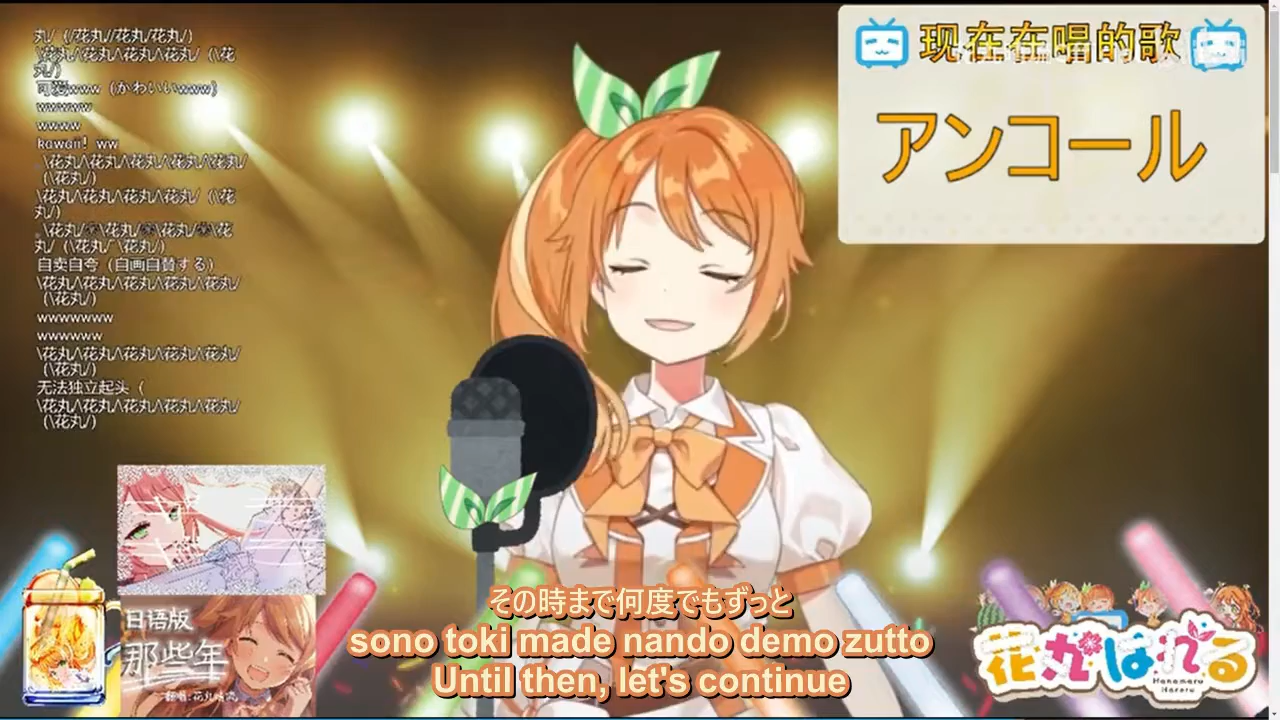 丸/（/花丸//花丸/花丸/）
\花丸/\花丸/\花丸/\花丸/（\花
丸/）
可爱www（かわいいwww）
wwwww
wwww
kawaii！ww
\花丸/\花丸/\花丸/\花丸/\花丸/
（\花丸/）
\花丸/\花丸/\花丸/\花丸/（\花
丸/）
自卖自夸（自画自賛する）
\花丸/\花丸/\花丸/\花丸/\花丸/
（\花丸/）
wwwwwwww
wwwwwww
\花丸/\花丸/\花丸/\花丸/\花丸/
（\花丸/）
无法独立起头（
\花丸/\花丸/\花丸/\花丸/\花丸/
（\花丸/）
现在在唱的歌
アンコール
日语版
那些年
その時まで何度でもずっと
sono toki made nando demo zutto
Until then, let's continue
花丸はれる
Hanamaru
Hareru